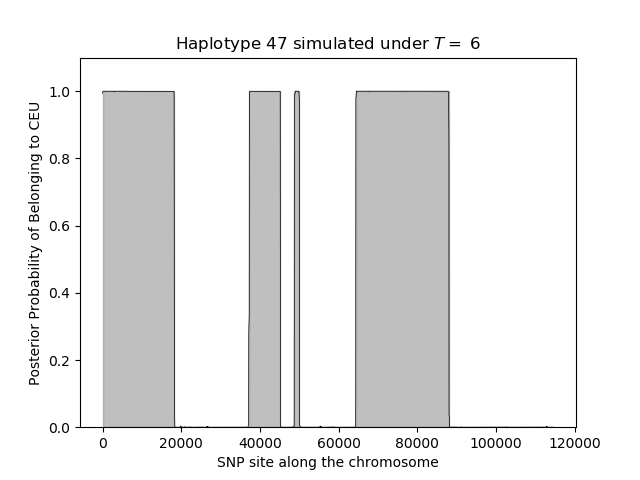 Haplotype 47 simulated under T = 6
Posterior Probability of Belonging to CEU
1.0
0.8
0.6
0.4
0.2
0.0
0 20000 40000 60000 80000 100000 120000
SNP site along the chromosome